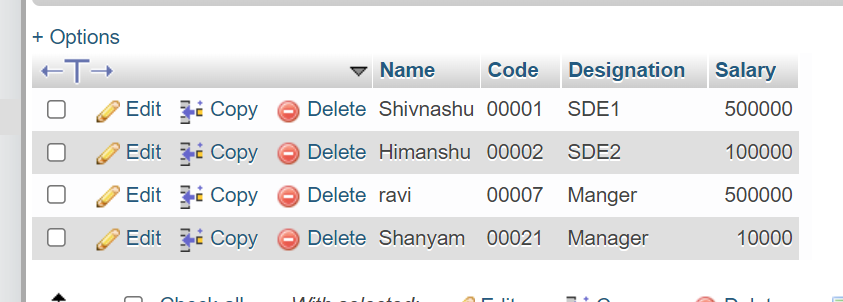 + Options
Name Code Designation Salary
Edit Copy Delete Shivnashu 00001 SDE1 500000
Edit Copy Delete Himanshu 00002 SDE2 100000
Edit Copy Delete ravi 00007 Manger 500000
Edit Copy Delete Shanyam 00021 Manager 10000
Check all With selected: Edit Copy Delete